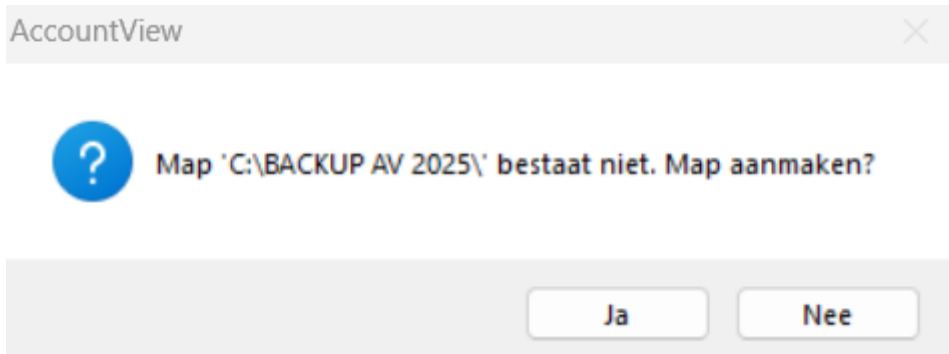 AccountView
Map 'C:\BACKUP AV 2025\' bestaat niet. Map aanmaken?
Ja
Nee